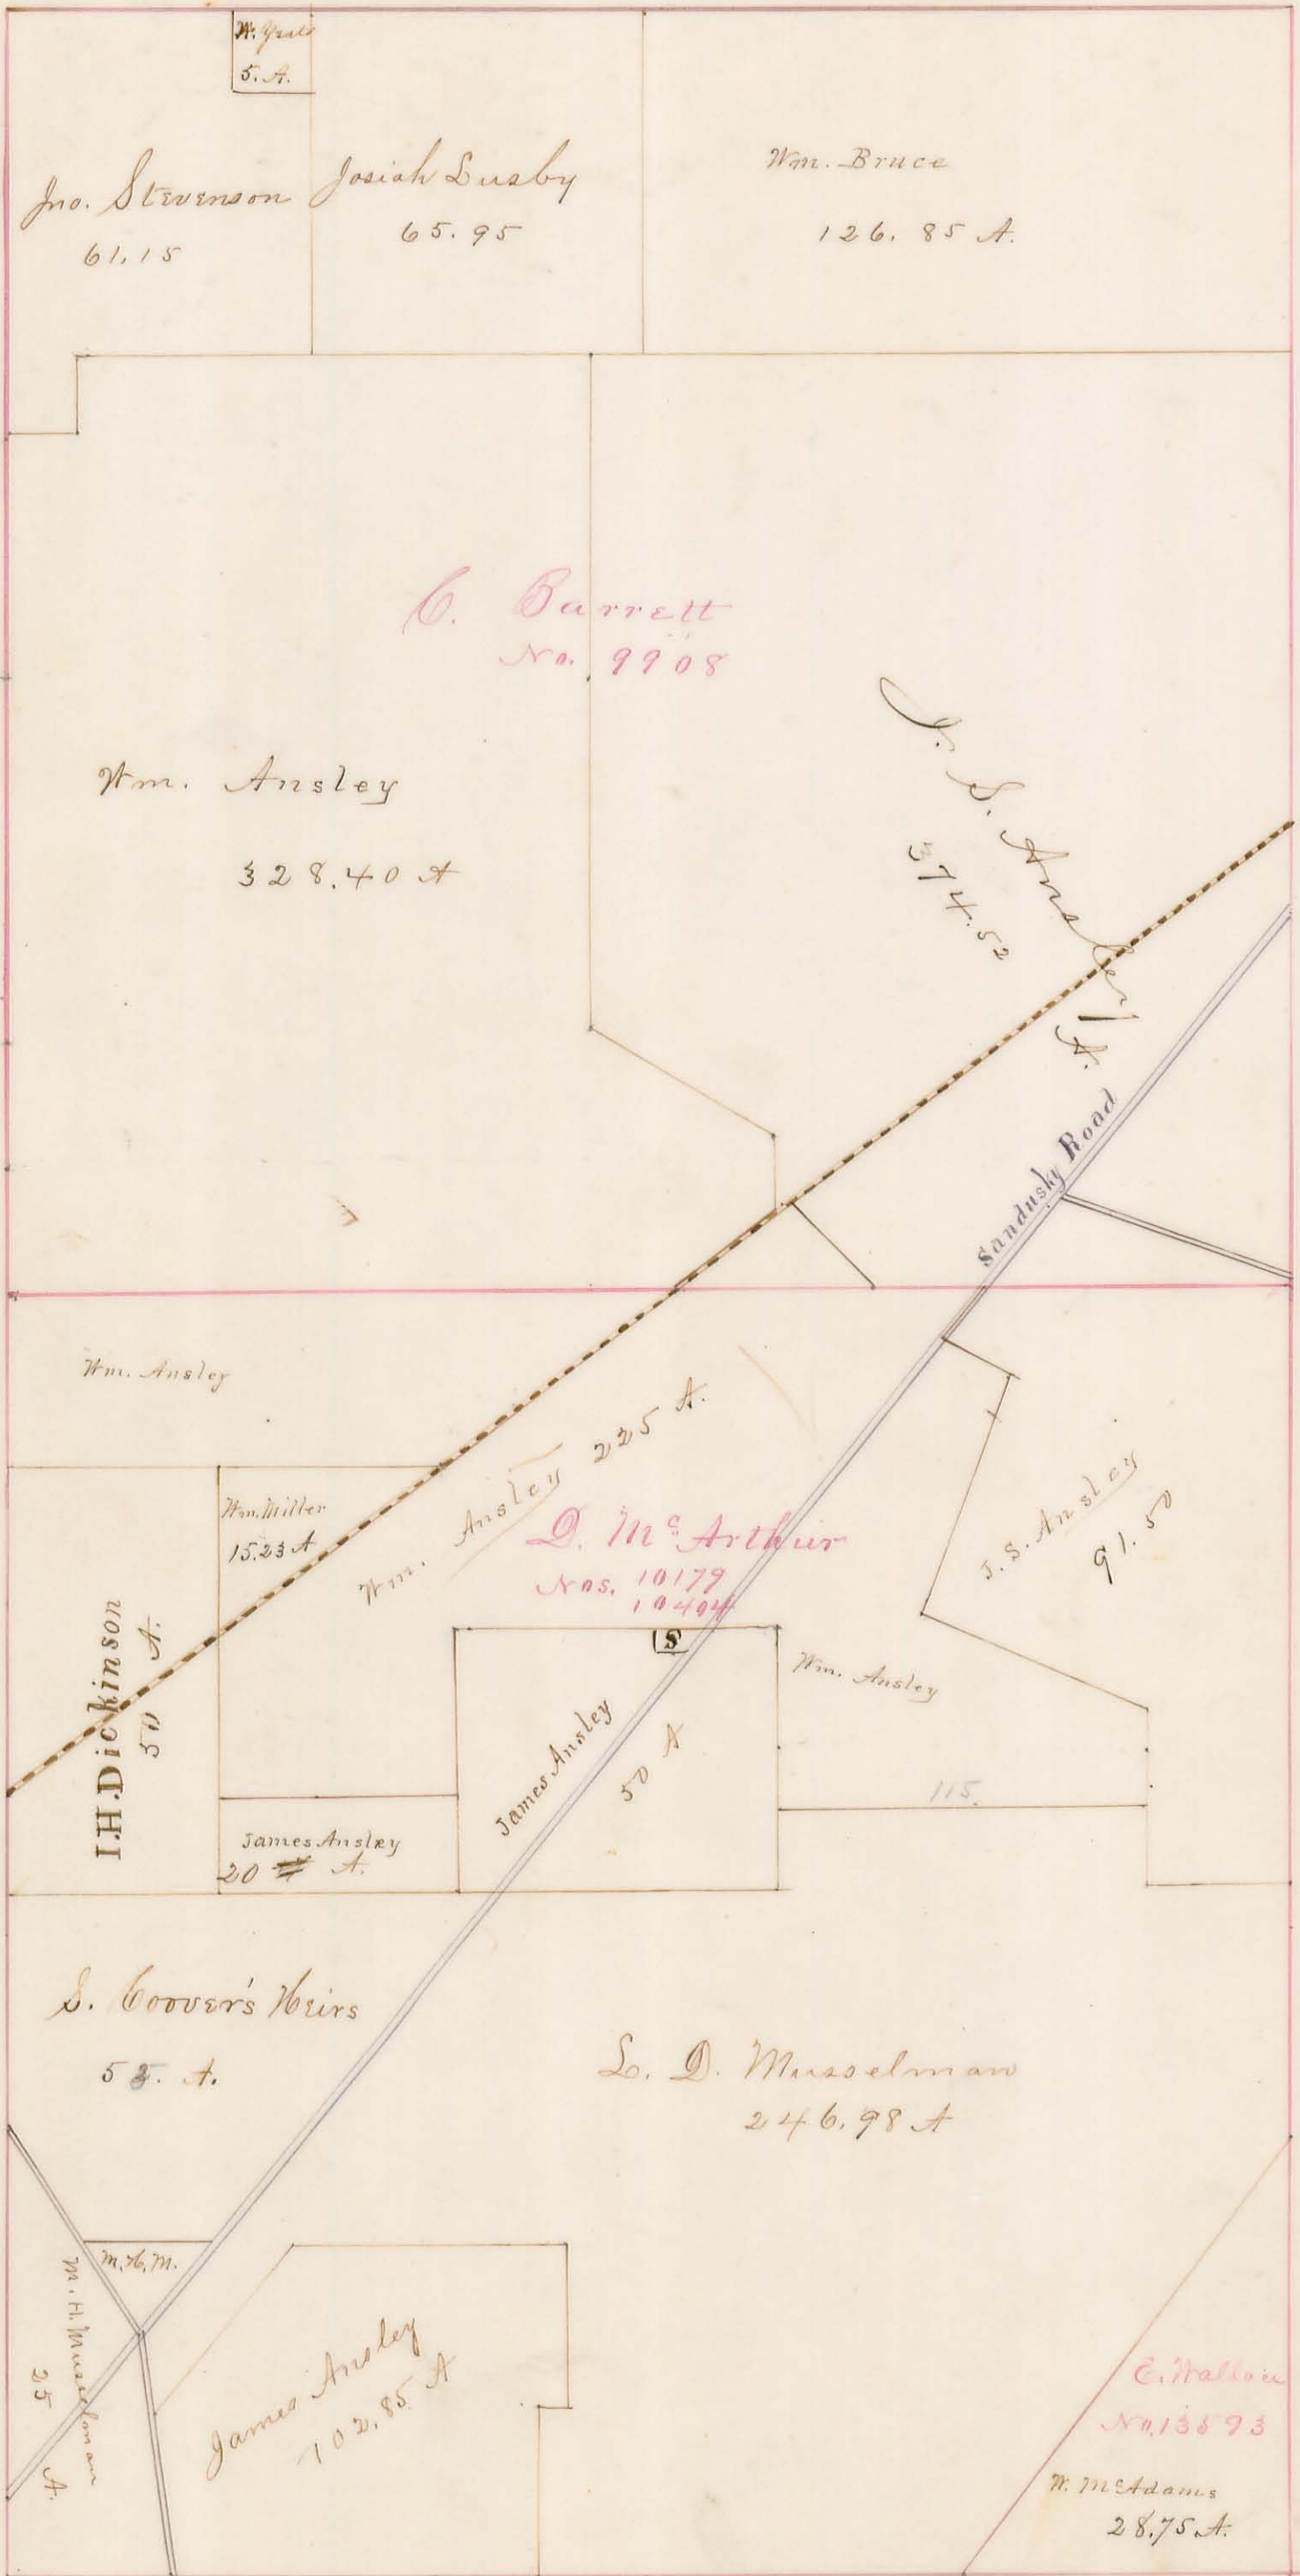 5. A.
Jno. Stevenson
61.15
Josiah Lusby
65.95
Wm. Bruce
126.85 A.
C. Barrett
No. 9908
Wm. Ansley
328.40 A
J. S. Ansley
374.52 A.
Sandusky Road
Wm. Ansley
Wm. Miller
15.23 A
Wm. Ansley 225 A.
D. Mc Arthur
Nos. 10179
10404
J. S. Ansley
91.50
I. H. Dickinson
50 A.
S
James Ansley
50 A
Wm. Ansley
115.
James Ansley
20 A.
S. Coover's Heirs
A.
L. D. Musselman
246.98 A
M. H. M.
M. H. Musselman
25 A.
James Ansley
102.85 A
E. Wallace
No. 13593
W. McAdams
28.75 A.